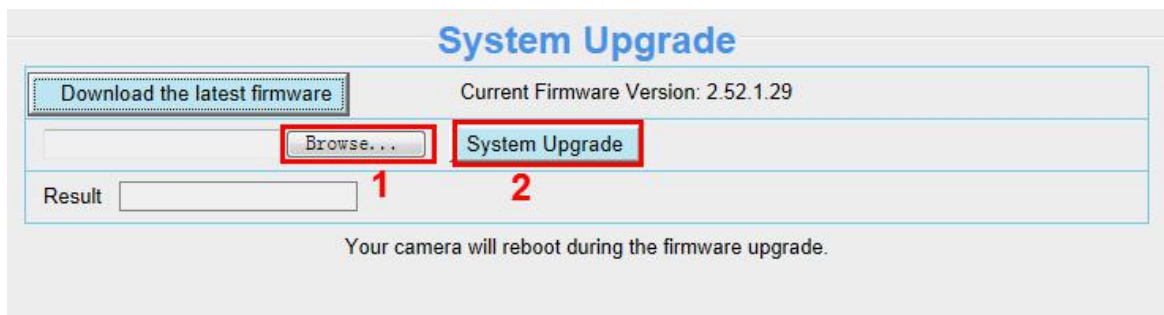 System Upgrade
Download the latest firmware Current Firmware Version: 2.52.1.29
Browse... System Upgrade
1 2
Result
Your camera will reboot during the firmware upgrade.